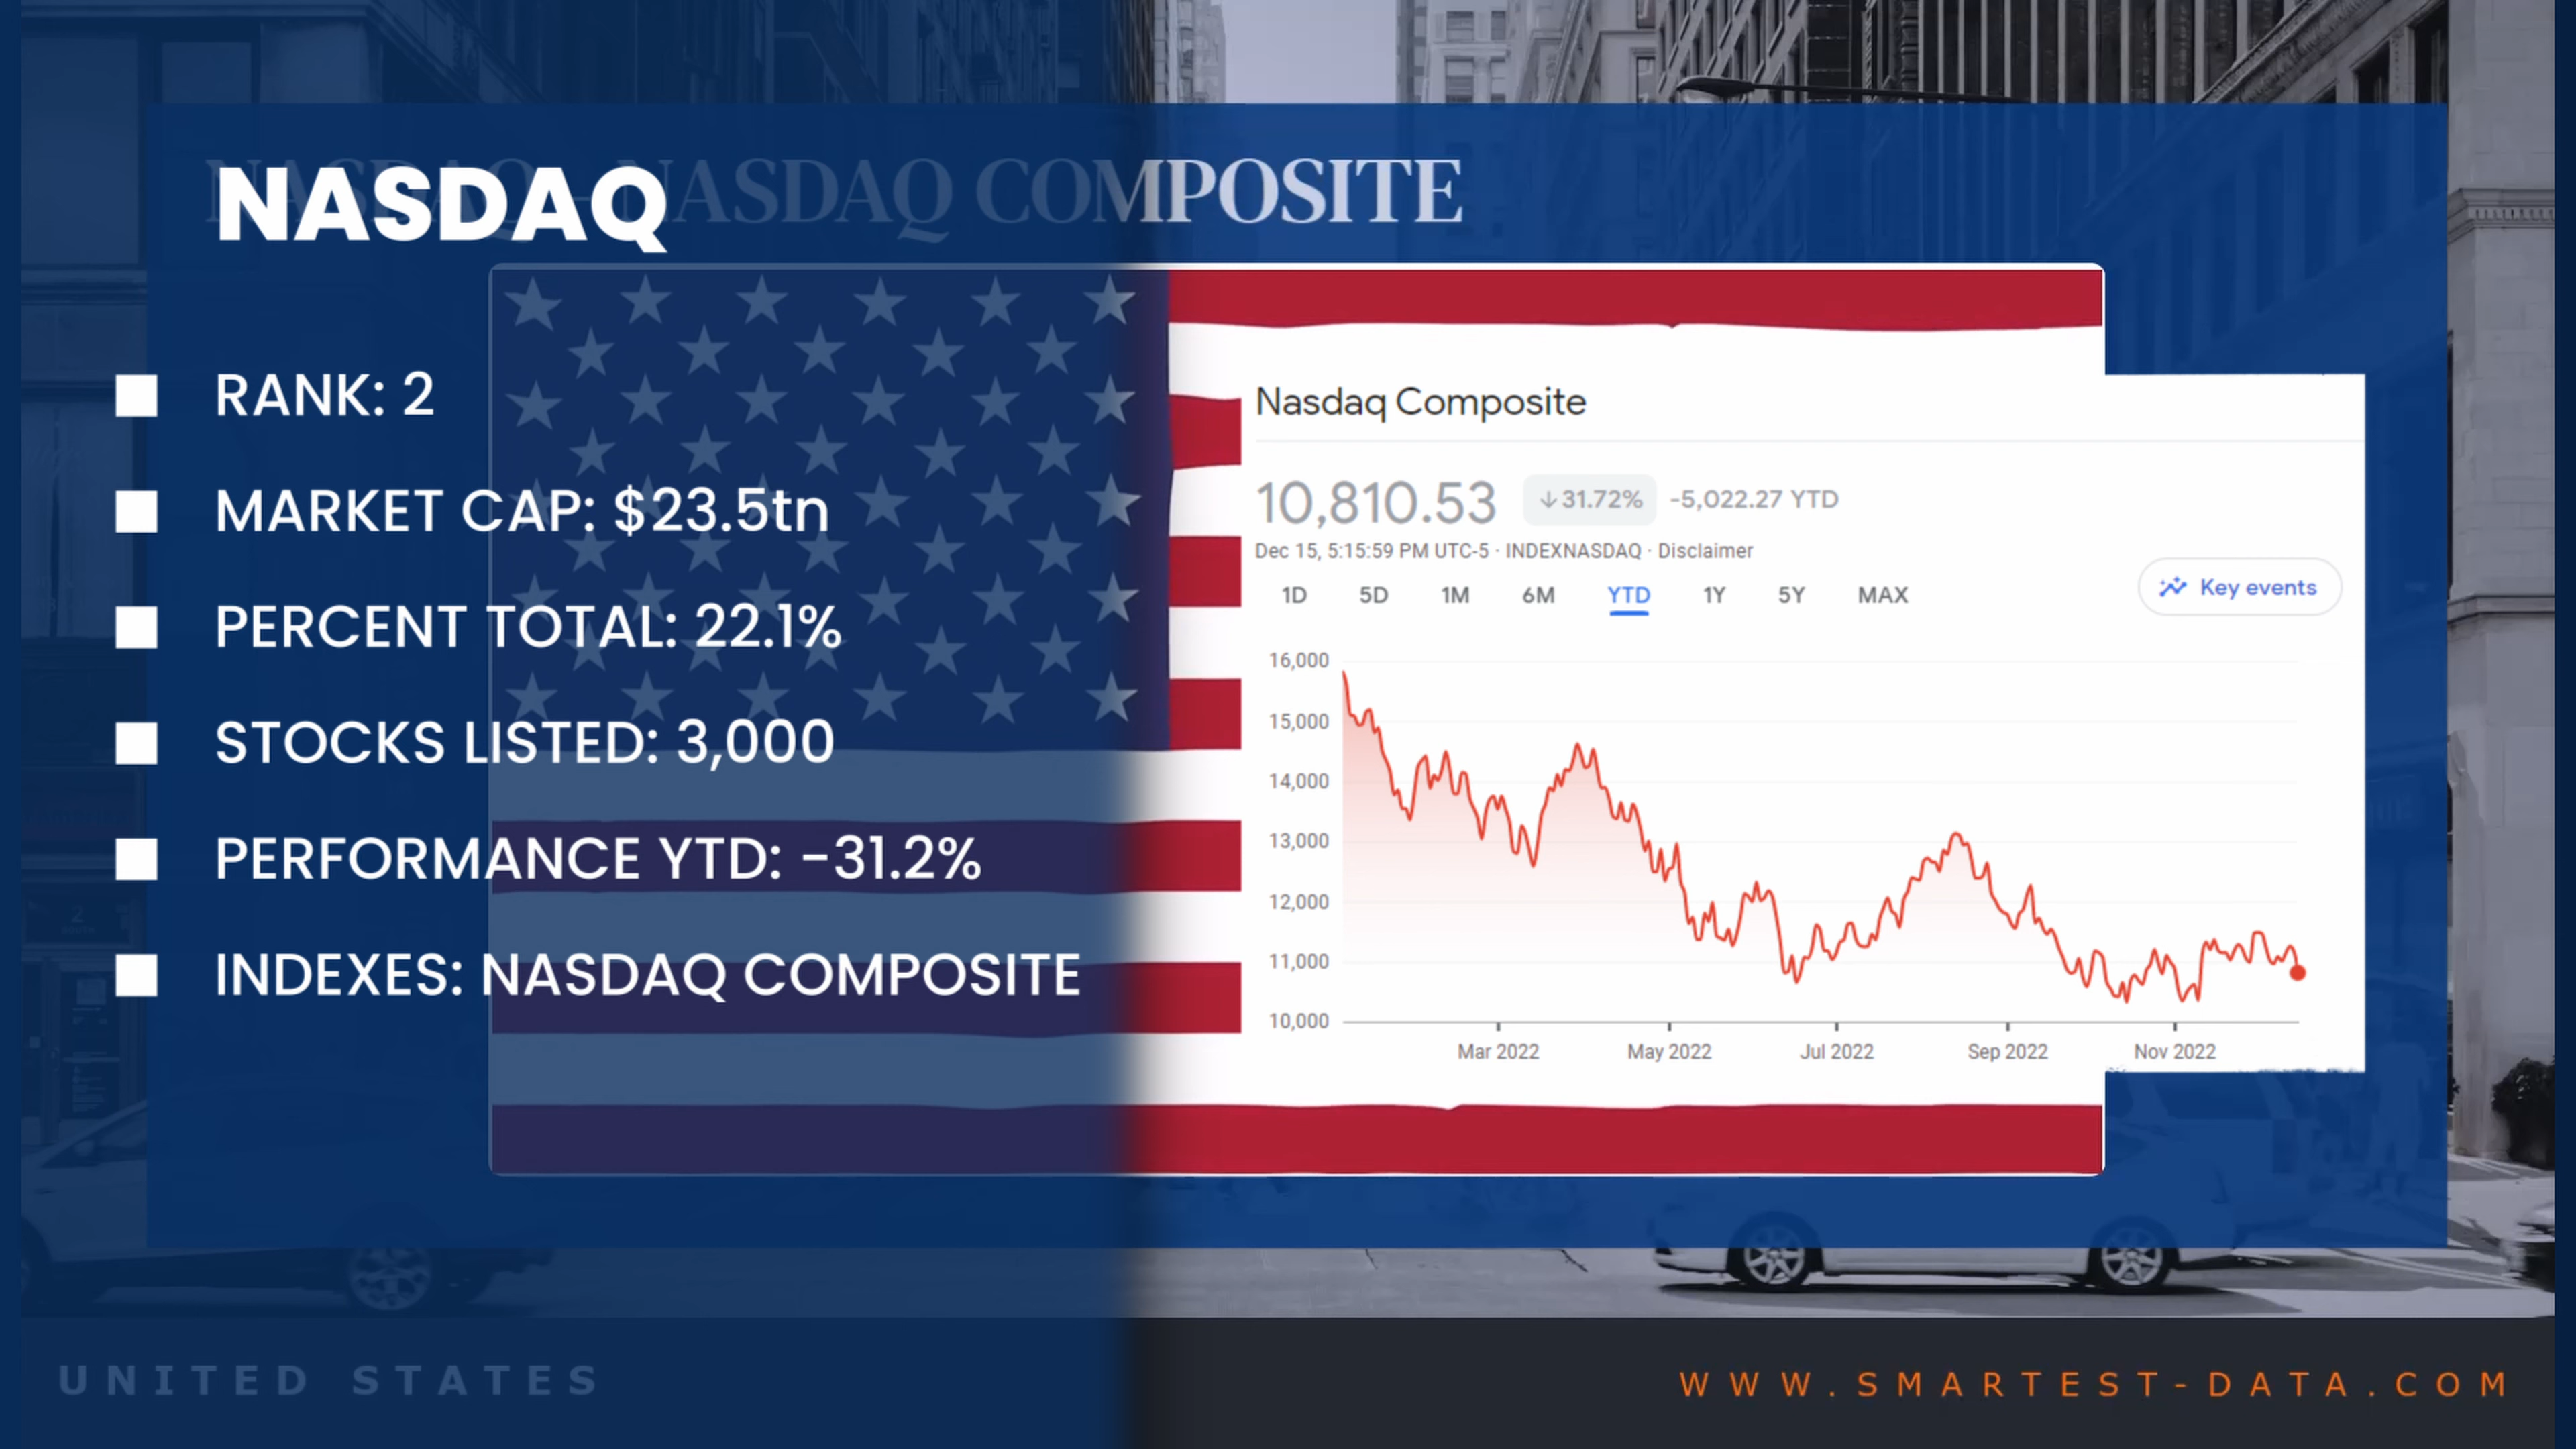 NASDAQ - NASDAQ COMPOSITE
NASDAQ
RANK: 2
MARKET CAP: $23.5tn
PERCENT TOTAL: 22.1%
STOCKS LISTED: 3,000
PERFORMANCE YTD: -31.2%
INDEXES: NASDAQ COMPOSITE
Nasdaq Composite
10,810.53 ↓31.72% -5,022.27 YTD
Dec 15, 5:15:59 PM UTC-5 · INDEXNASDAQ · Disclaimer
1D 5D 1M 6M YTD 1Y 5Y MAX
Key events
16,000
15,000
14,000
13,000
12,000
11,000
10,000
Mar 2022 May 2022 Jul 2022 Sep 2022 Nov 2022
UNITED STATES
WWW.SMARTEST-DATA.COM